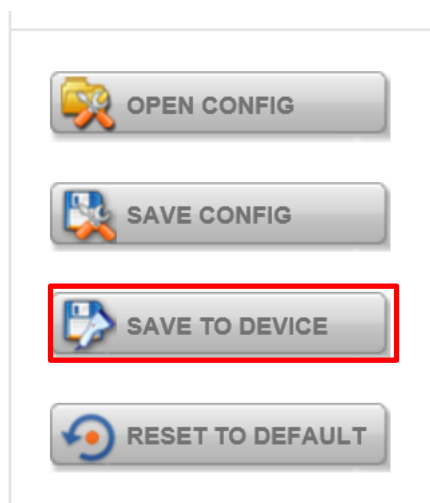 OPEN CONFIG
SAVE CONFIG
SAVE TO DEVICE
RESET TO DEFAULT